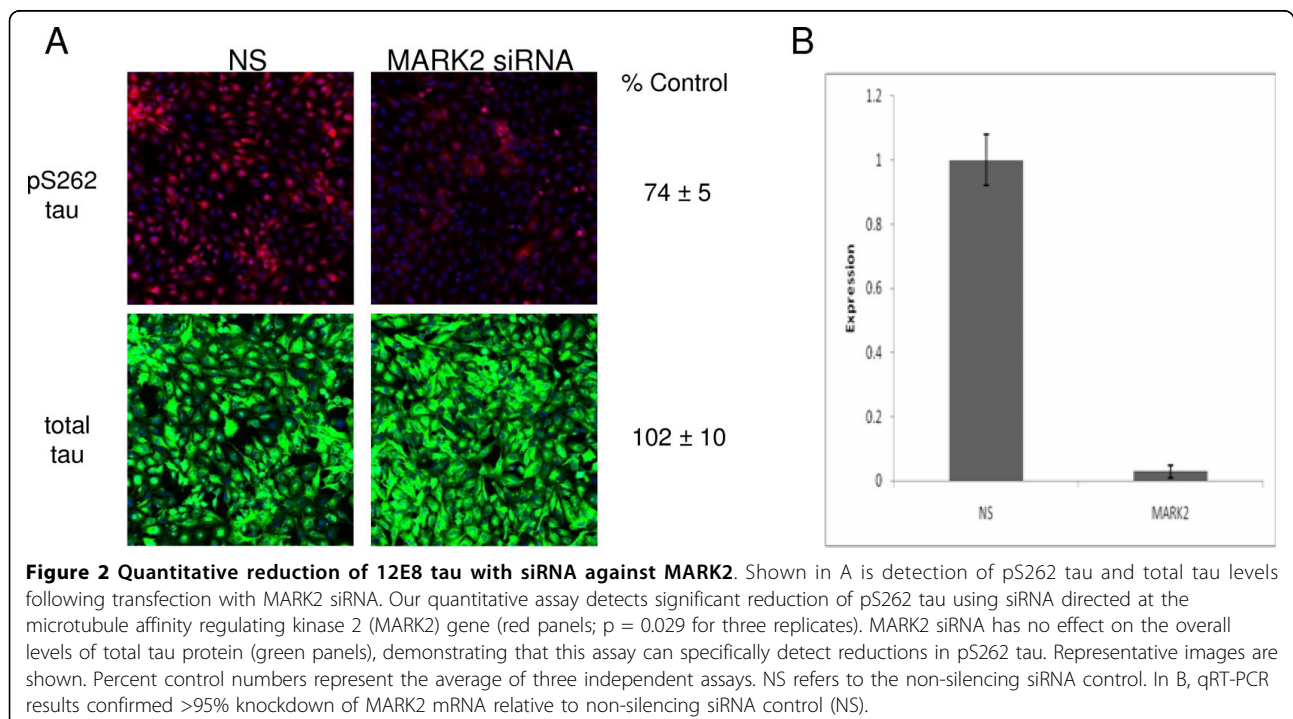 A
NS MARK2 siRNA
% Control
pS262
tau
74 ± 5
total
tau
102 ± 10
B
1.2
1
0.8
0.6
0.4
0.2
0
Expression
NS MARK2
Figure 2 Quantitative reduction of 12E8 tau with siRNA against MARK2. Shown in A is detection of pS262 tau and total tau levels
following transfection with MARK2 siRNA. Our quantitative assay detects significant reduction of pS262 tau using siRNA directed at the
microtubule affinity regulating kinase 2 (MARK2) gene (red panels; p = 0.029 for three replicates). MARK2 siRNA has no effect on the overall
levels of total tau protein (green panels), demonstrating that this assay can specifically detect reductions in pS262 tau. Representative images are
shown. Percent control numbers represent the average of three independent assays. NS refers to the non-silencing siRNA control. In B, qRT-PCR
results confirmed >95% knockdown of MARK2 mRNA relative to non-silencing siRNA control (NS).